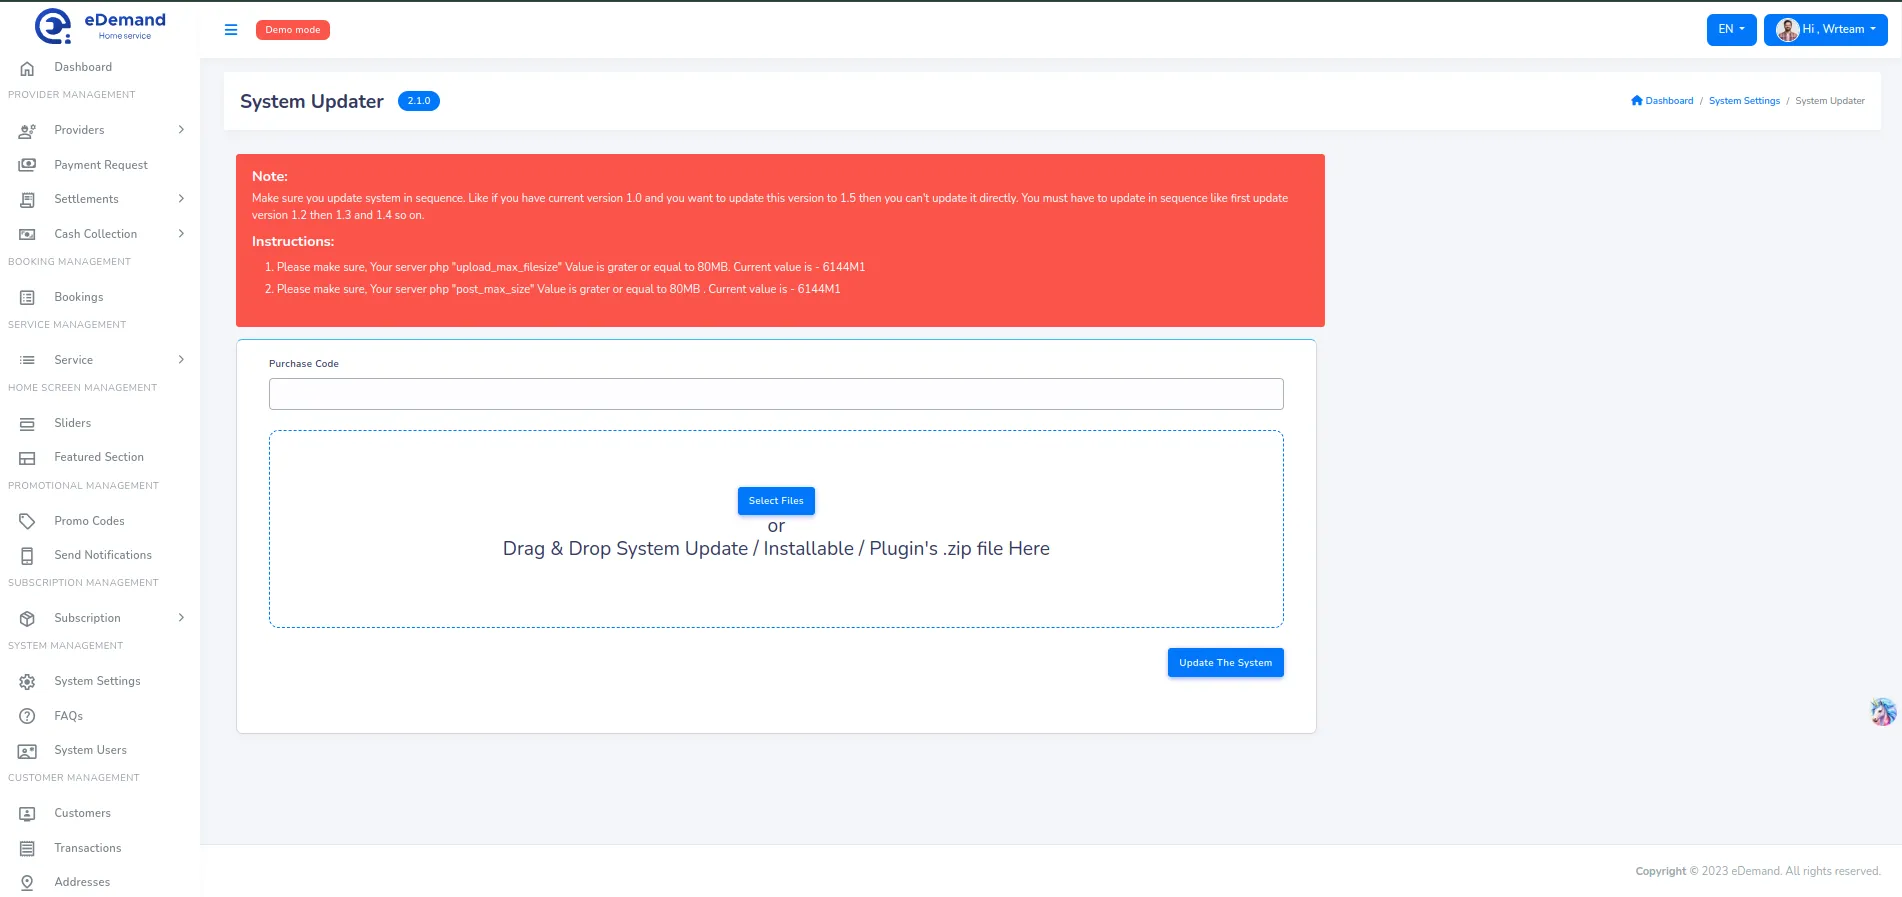 eDemand
Home service
Demo mode
EN
Hi , Wrteam
Dashboard
PROVIDER MANAGEMENT
Providers
Payment Request
Settlements
Cash Collection
BOOKING MANAGEMENT
Bookings
SERVICE MANAGEMENT
Service
HOME SCREEN MANAGEMENT
Sliders
Featured Section
PROMOTIONAL MANAGEMENT
Promo Codes
Send Notifications
SUBSCRIPTION MANAGEMENT
Subscription
SYSTEM MANAGEMENT
System Settings
FAQs
System Users
CUSTOMER MANAGEMENT
Customers
Transactions
Addresses
System Updater 2.1.0
Dashboard / System Settings / System Updater
Note:
Make sure you update system in sequence. Like if you have current version 1.0 and you want to update this version to 1.5 then you can't update it directly. You must have to update in sequence like first update
version 1.2 then 1.3 and 1.4 so on.
Instructions:
1. Please make sure, Your server php "upload_max_filesize" Value is grater or equal to 80MB. Current value is - 6144M1
2. Please make sure, Your server php "post_max_size" Value is grater or equal to 80MB . Current value is - 6144M1
Purchase Code
Select Files
or
Drag & Drop System Update / Installable / Plugin's .zip file Here
Update The System
Copyright © 2023 eDemand. All rights reserved.